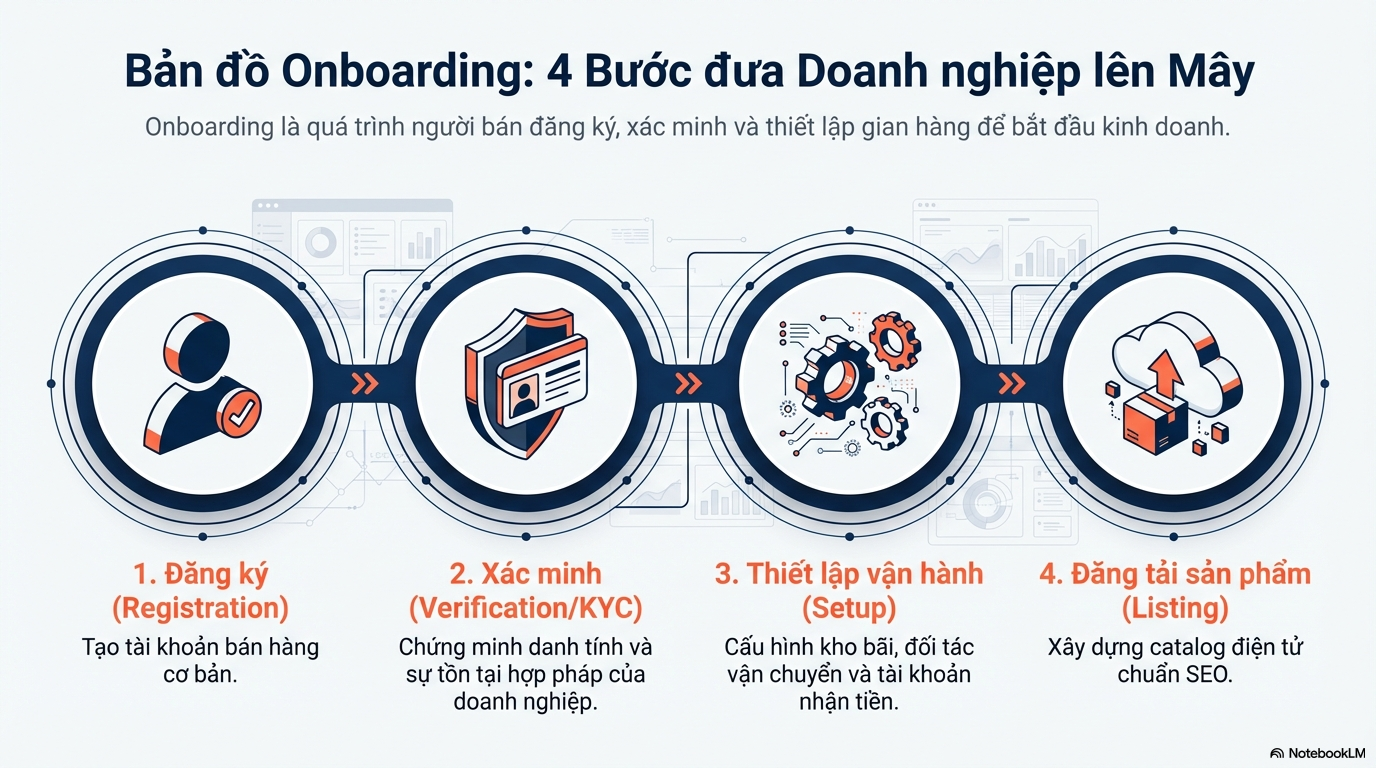 Bản đồ Onboarding: 4 Bước đưa Doanh nghiệp lên Mây
Onboarding là quá trình người bán đăng ký, xác minh và thiết lập gian hàng để bắt đầu kinh doanh.
1. Đăng ký
(Registration)
Tạo tài khoản bán hàng
cơ bản.
2. Xác minh
(Verification/KYC)
Chứng minh danh tính và
sự tồn tại hợp pháp của
doanh nghiệp.
3. Thiết lập vận hành
(Setup)
Cấu hình kho bãi, đối tác
vận chuyển và tài khoản
nhận tiền.
4. Đăng tải sản phẩm
(Listing)
Xây dựng catalog điện tử
chuẩn SEO.
NotebookLM